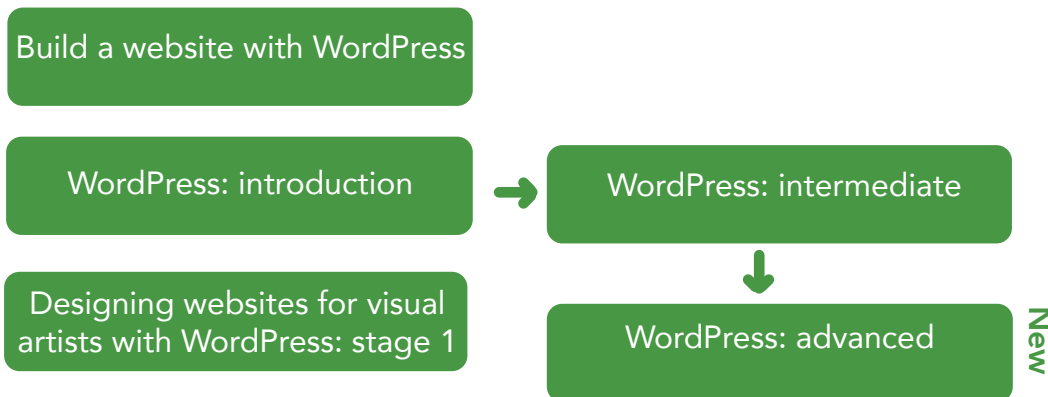 Build a website with WordPress
WordPress: introduction
WordPress: intermediate
Designing websites for visual
artists with WordPress: stage 1
WordPress: advanced
New